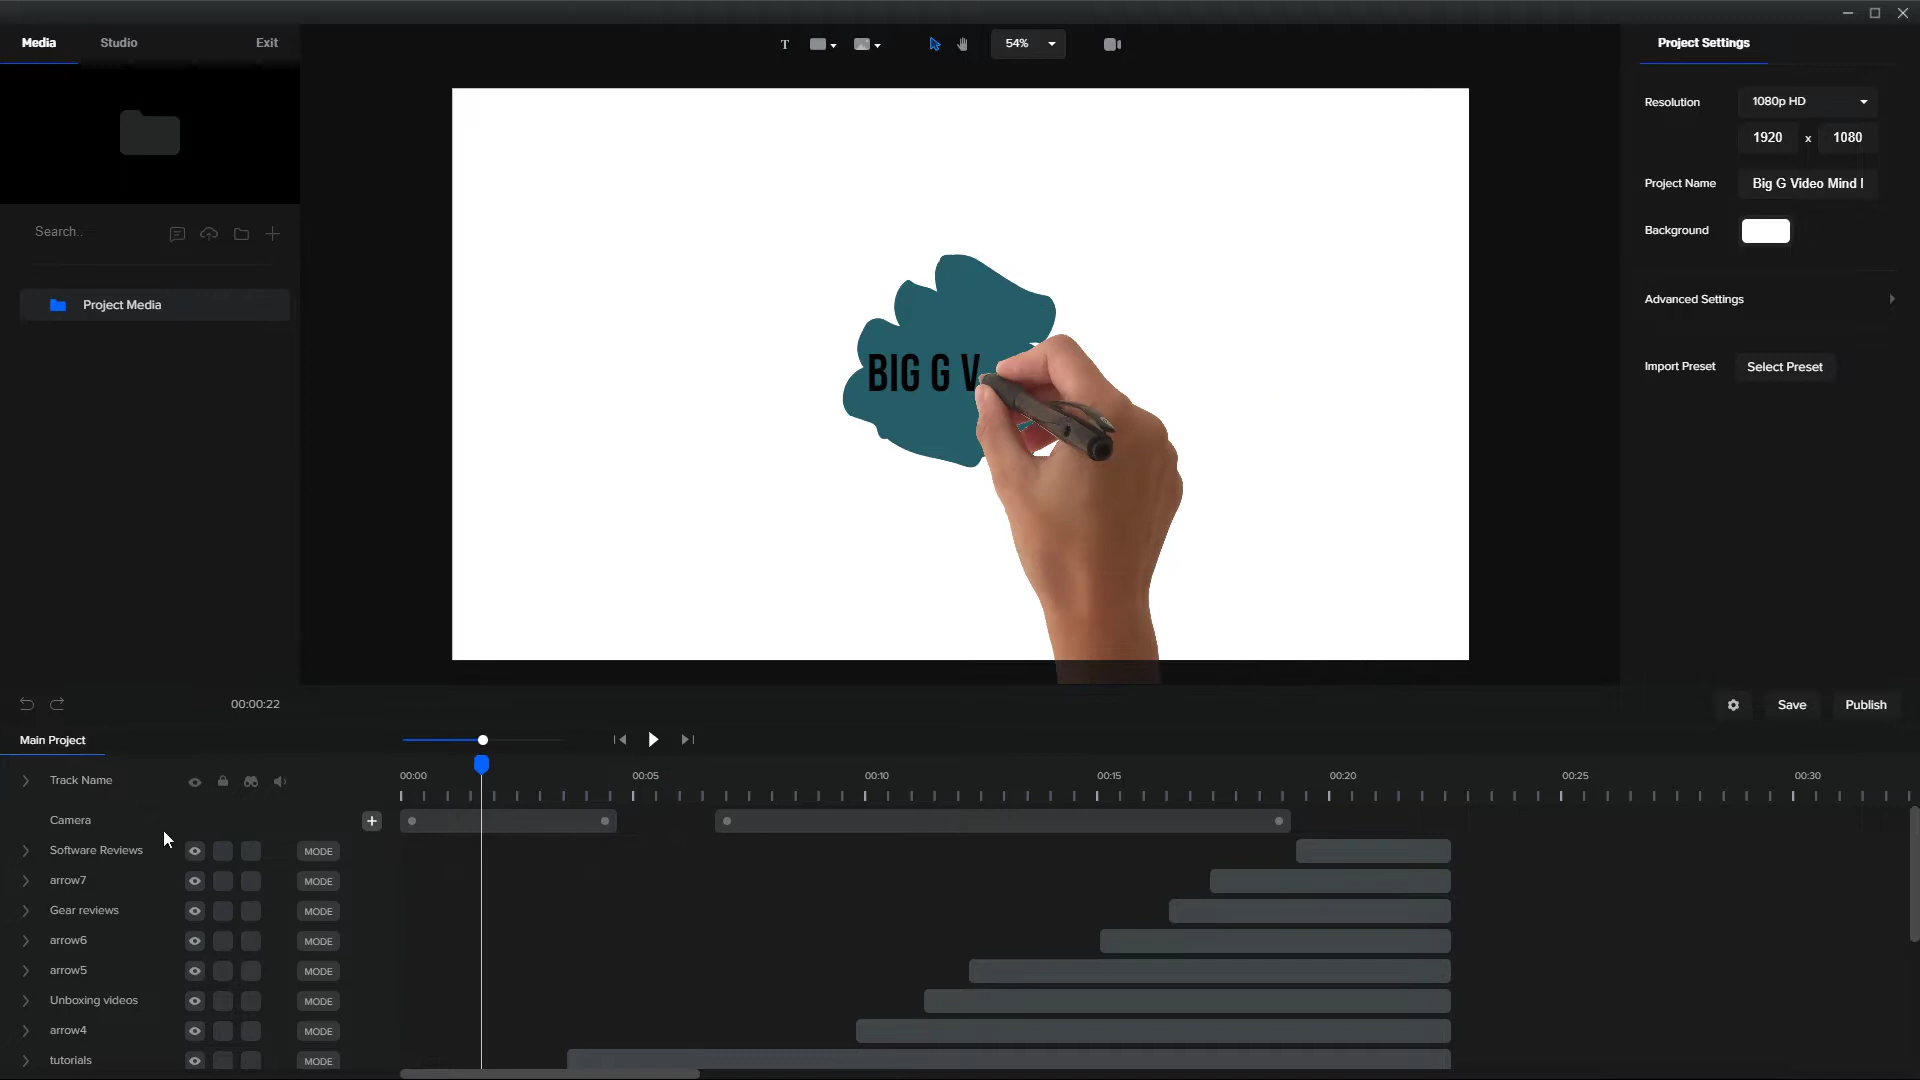 Media
Studio
Exit
T
54%
Project Settings
Resolution
1080p HD
1920 x 1080
Project Name
Big G Video Mind
Background
Search..
Project Media
Advanced Settings
Import Preset
Select Preset
BIG G V
00:00:22
Save
Publish
Main Project
Track Name
00:00
00:05
00:10
00:15
00:20
00:25
00:30
Camera
Software Reviews
MODE
arrow7
MODE
Gear reviews
MODE
arrow6
MODE
arrow5
MODE
Unboxing videos
MODE
arrow4
MODE
tutorials
MODE